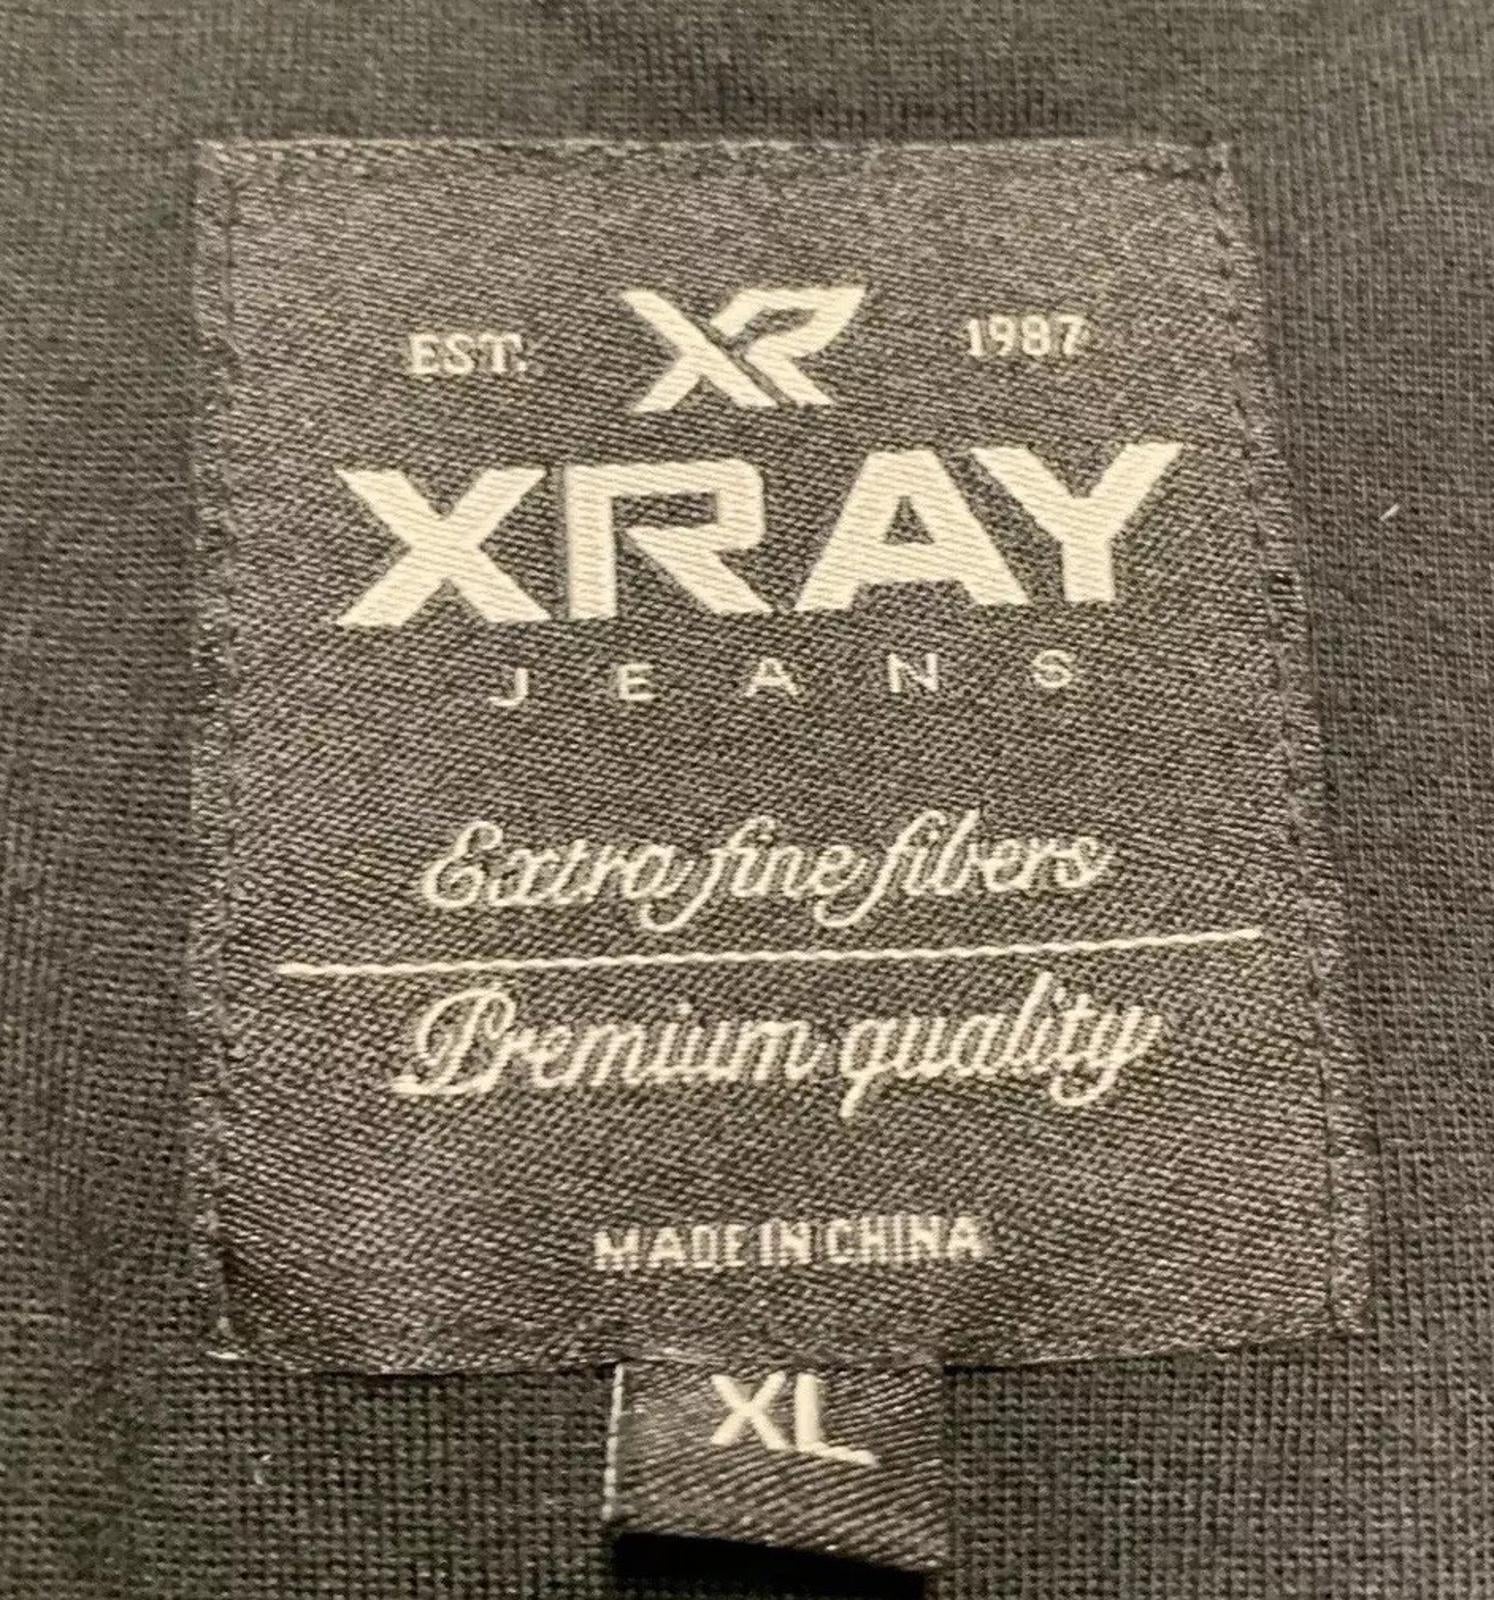 EST. XR 1987
XRAY
JEANS
Extra fine fibers
Premium quality
MADE IN CHINA
XL